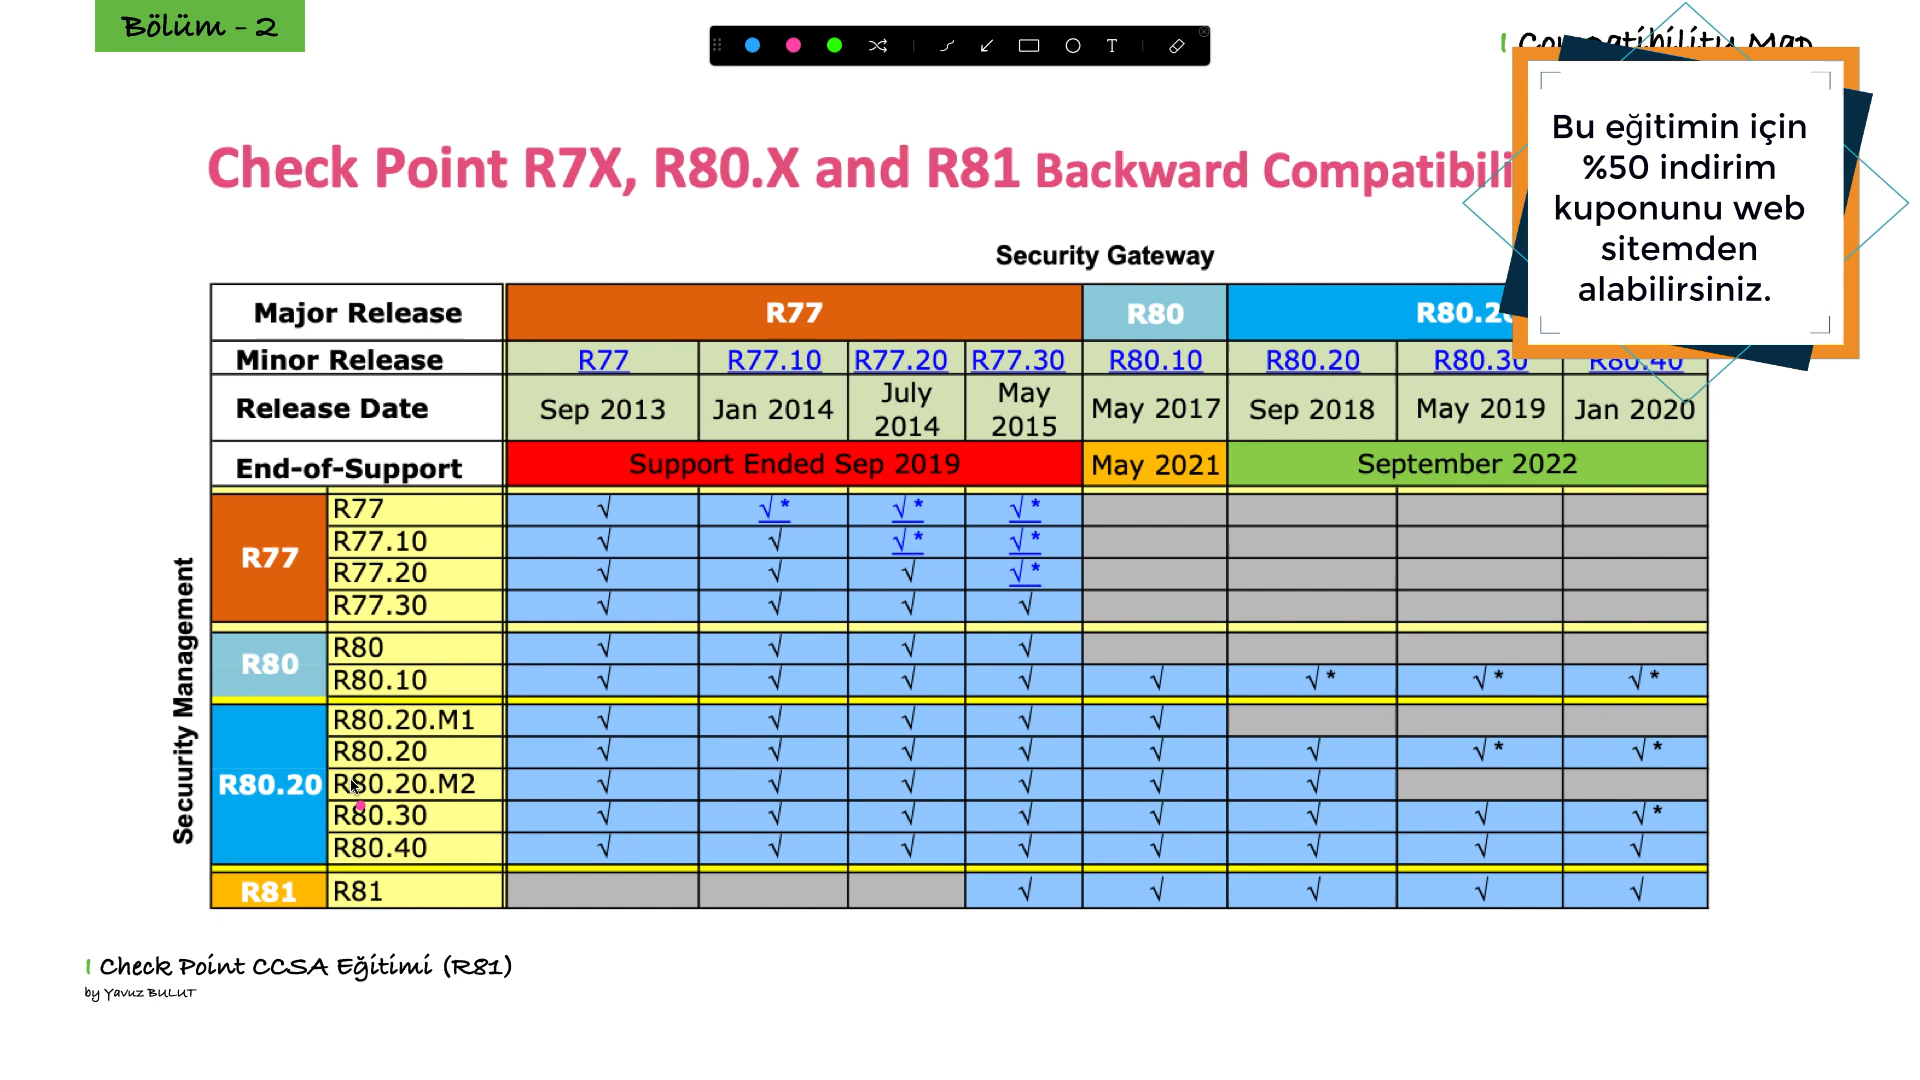 Bölüm - 2
T
Check Point R7X, R80.X and R81 Backward
Bu eğitimin için
%50 indirim
kuponunu web
sitemden
alabilirsiniz.
Security Gateway
Major Release R77 R80
Minor Release R77 R77.10 R77.20 R77.30 R80.10 R80.20 R80.30 R80.40
Release Date Sep 2013 Jan 2014 July 2014 May 2015 May 2017 Sep 2018 May 2019 Jan 2020
End-of-Support Support Ended Sep 2019 May 2021 September 2022
Security Management
R77
R77 √ √* √* √*
R77.10 √ √ √* √*
R77.20 √ √ √ √*
R77.30 √ √ √ √
R80
R80 √ √ √ √
R80.10 √ √ √ √ √ √* √* √*
R80.20
R80.20.M1 √ √ √ √ √
R80.20 √ √ √ √ √ √ √* √*
R80.20.M2 √ √ √ √ √ √
R80.30 √ √ √ √ √ √ √ √*
R80.40 √ √ √ √ √ √ √ √
R81 R81 √ √ √ √ √
| Check Point CCSA Eğitimi (R81)
by Yavuz BULUT